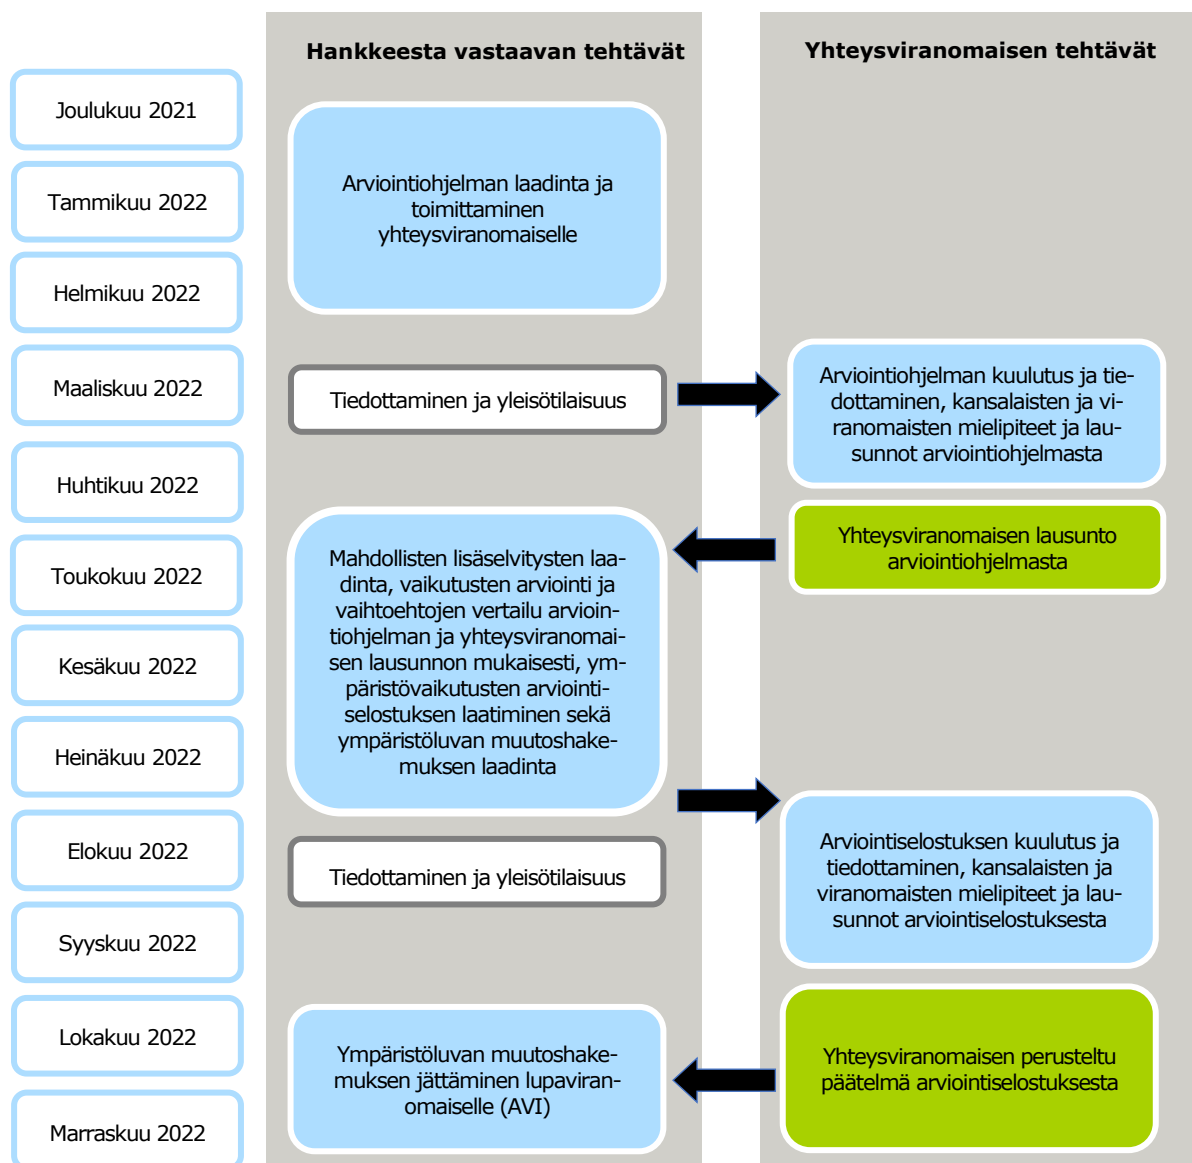 Hankkeesta vastaavan tehtävät
Yhteysviranomaisen tehtävät
Joulukuu 2021
Tammikuu 2022
Helmikuu 2022
Maaliskuu 2022
Huhtikuu 2022
Toukokuu 2022
Kesäkuu 2022
Heinäkuu 2022
Elokuu 2022
Syyskuu 2022
Lokakuu 2022
Marraskuu 2022
Arviointiohjelman laadinta ja
toimittaminen
yhteysviranomaiselle
Tiedottaminen ja yleisötilaisuus
Arviointiohjelman kuulutus ja tie-
dottaminen, kansalaisten ja vi-
ranomaisten mielipiteet ja lau-
sunnot arviointiohjelmasta
Yhteysviranomaisen lausunto
arviointiohjelmasta
Mahdollisten lisäselvitysten laa-
dinta, vaikutusten arviointi ja
vaihtoehtojen vertailu arvioin-
tiohjelman ja yhteysviranomai-
sen lausunnon mukaisesti, ym-
päristövaikutusten arviointi-
selostuksen laatiminen sekä
ympäristöluvan muutoshake-
muksen laadinta
Tiedottaminen ja yleisötilaisuus
Arviointiselostuksen kuulutus ja
tiedottaminen, kansalaisten ja
viranomaisten mielipiteet ja lau-
sunnot arviointiselostuksesta
Yhteysviranomaisen perusteltu
päätelmä arviointiselostuksesta
Ympäristöluvan muutoshake-
muksen jättäminen lupaviran-
omaiselle (AVI)